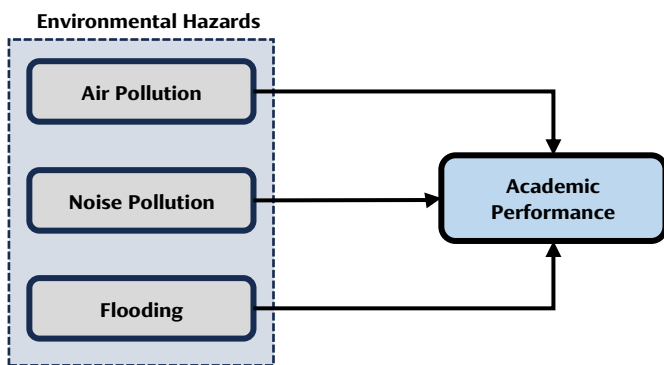 Environmental Hazards
Air Pollution
Noise Pollution
Flooding
Academic
Performance